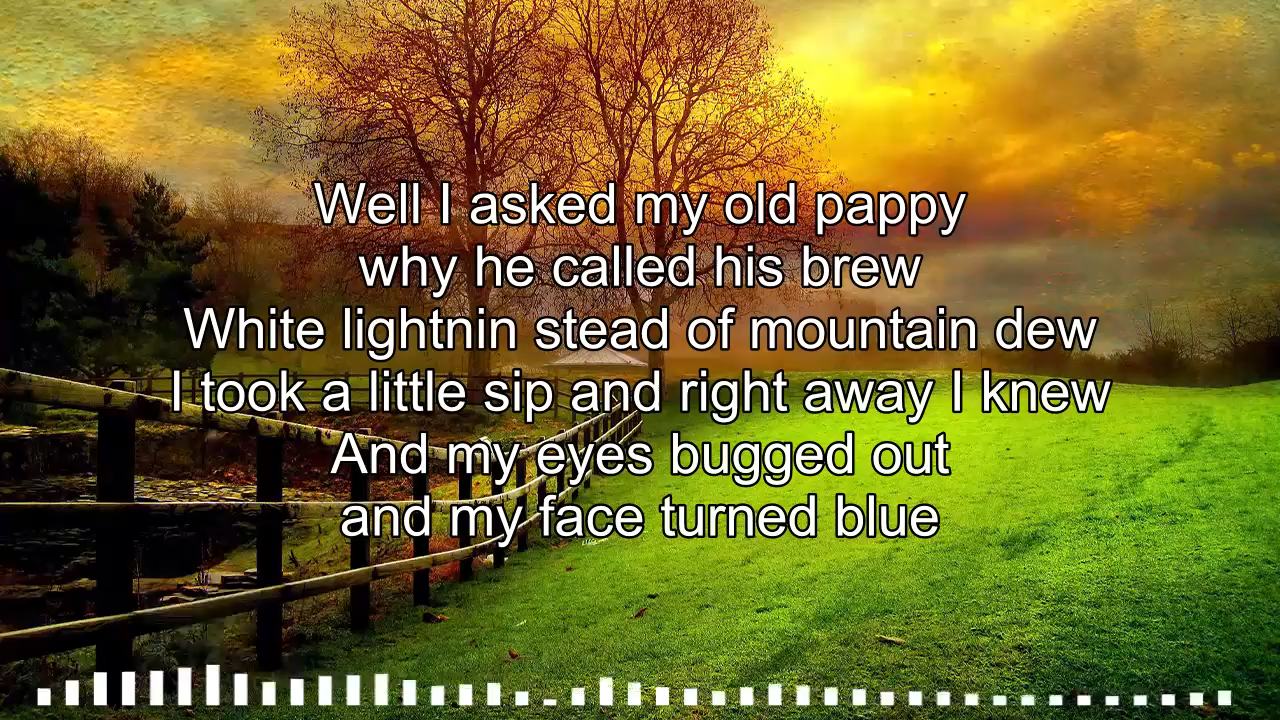 Well I asked my old pappy
why he called his brew
White lightnin stead of mountain dew
I took a little sip and right away I knew
And my eyes bugged out
and my face turned blue